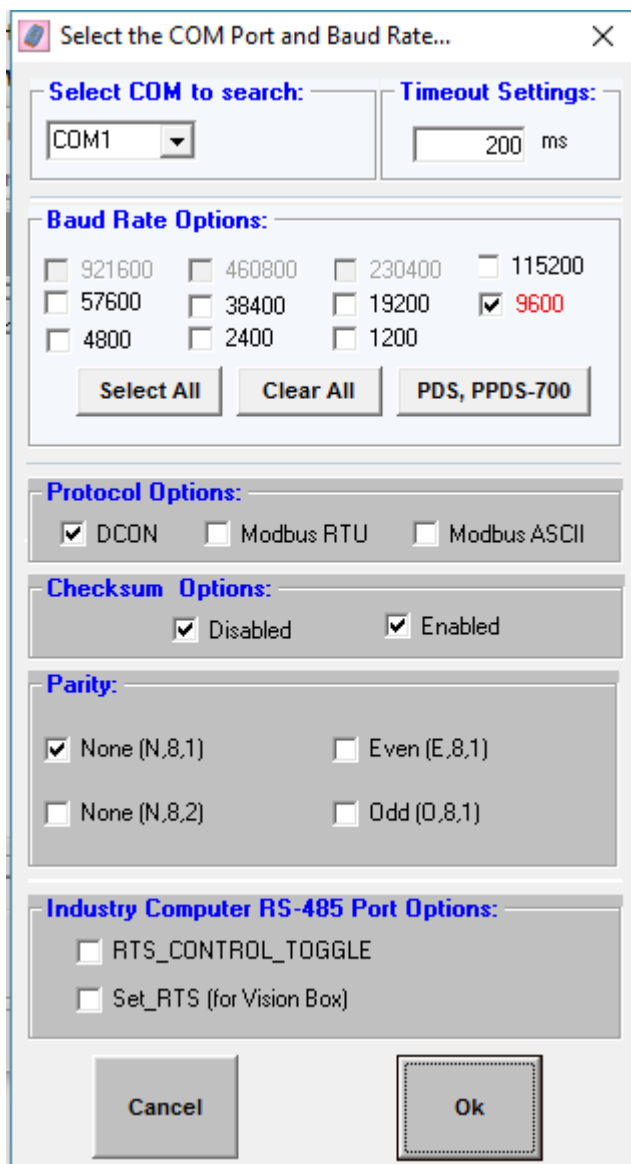 Select the COM Port and Baud Rate...
Select COM to search:
Timeout Settings:
COM1
200 ms
Baud Rate Options:
921600 460800 230400 115200
57600 38400 19200 9600
4800 2400 1200
Select All Clear All PDS, PPDS-700
Protocol Options:
DCON Modbus RTU Modbus ASCII
Checksum Options:
Disabled Enabled
Parity:
None (N,8,1) Even (E,8,1)
None (N,8,2) Odd (O,8,1)
Industry Computer RS-485 Port Options:
RTS_CONTROL_TOGGLE
Set_RTS (for Vision Box)
Cancel Ok